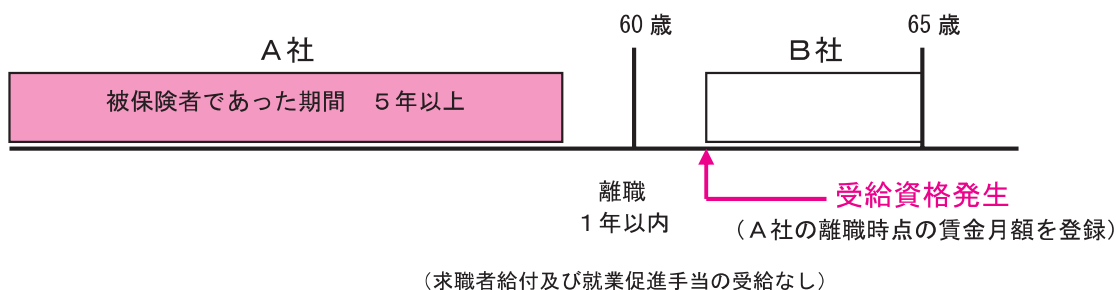 60歳
65歳
A社
B社
被保険者であった期間　5年以上
離職
1年以内
受給資格発生
（A社の離職時点の賃金月額を登録）
（求職者給付及び就業促進手当の受給なし）